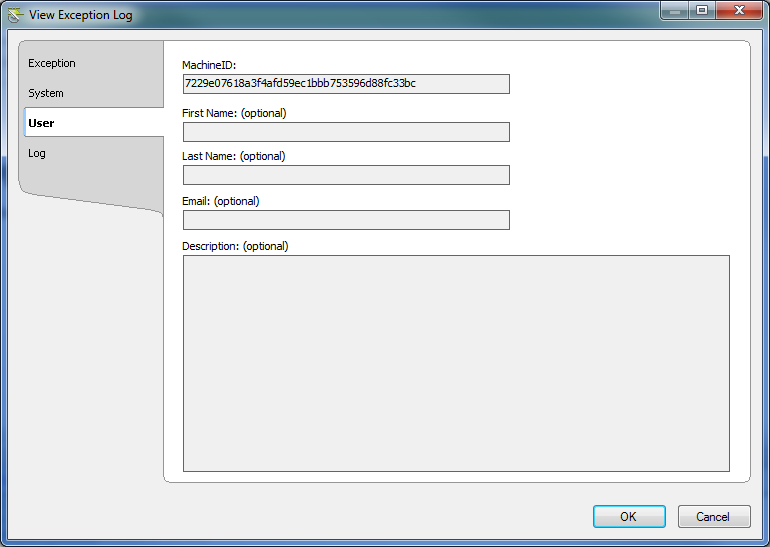 View Exception Log
Exception
System
User
Log
MachineID:
7229e07618a3f4afd59ec1bbb753596d88fc33bc
First Name: (optional)
Last Name: (optional)
Email: (optional)
Description: (optional)
OK
Cancel